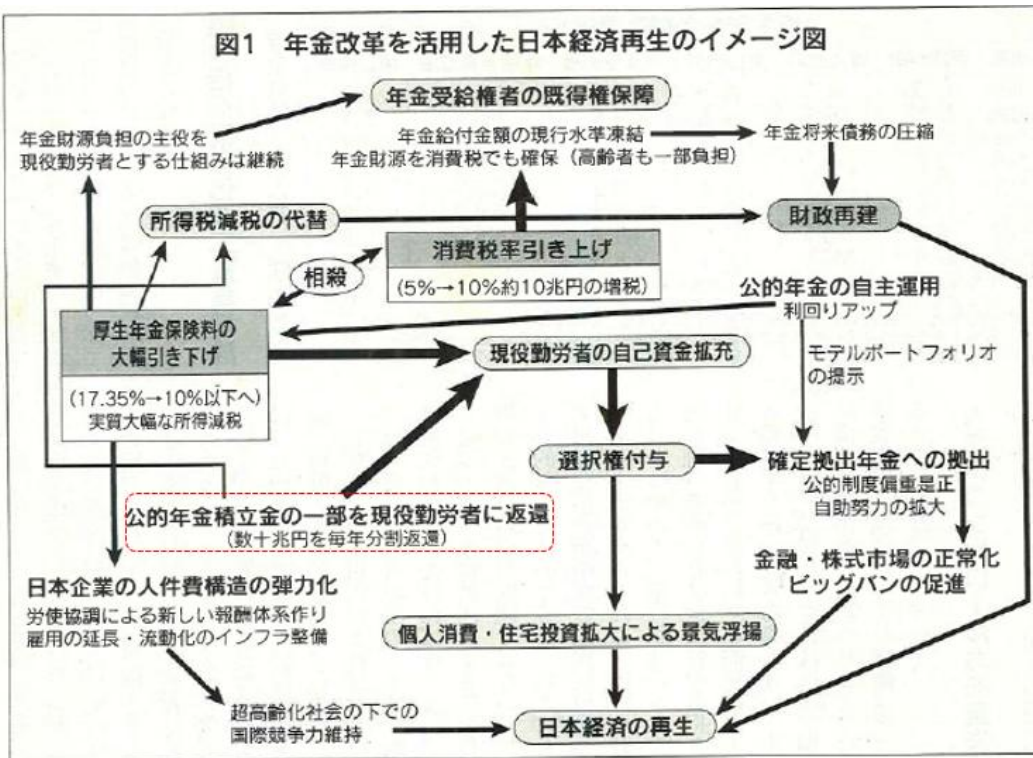 図1 年金改革を活用した日本経済再生のイメージ図
年金受給権者の既得権保障
年金財源負担の主役を
現役勤労者とする仕組みは継続
年金給付金額の現行水準凍結
年金財源を消費税でも確保（高齢者も一部負担）
年金将来債務の圧縮
所得税減税の代替
財政再建
消費税率引き上げ
（5%→10%約10兆円の増税）
相殺
公的年金の自主運用
利回りアップ
厚生年金保険料の
大幅引き下げ
（17.35%→10%以下へ）
実質大幅な所得減税
現役勤労者の自己資金拡充
モデルポートフォリオ
の提示
選択権付与
確定拠出年金への拠出
公的制度偏重是正
自助努力の拡大
公的年金積立金の一部を現役勤労者に返還
（数十兆円を毎年分割返還）
金融・株式市場の正常化
ビッグバンの促進
日本企業の人件費構造の弾力化
労使協調による新しい報酬体系作り
雇用の延長・流動化のインフラ整備
個人消費・住宅投資拡大による景気浮揚
超高齢化社会の下での
国際競争力維持
日本経済の再生